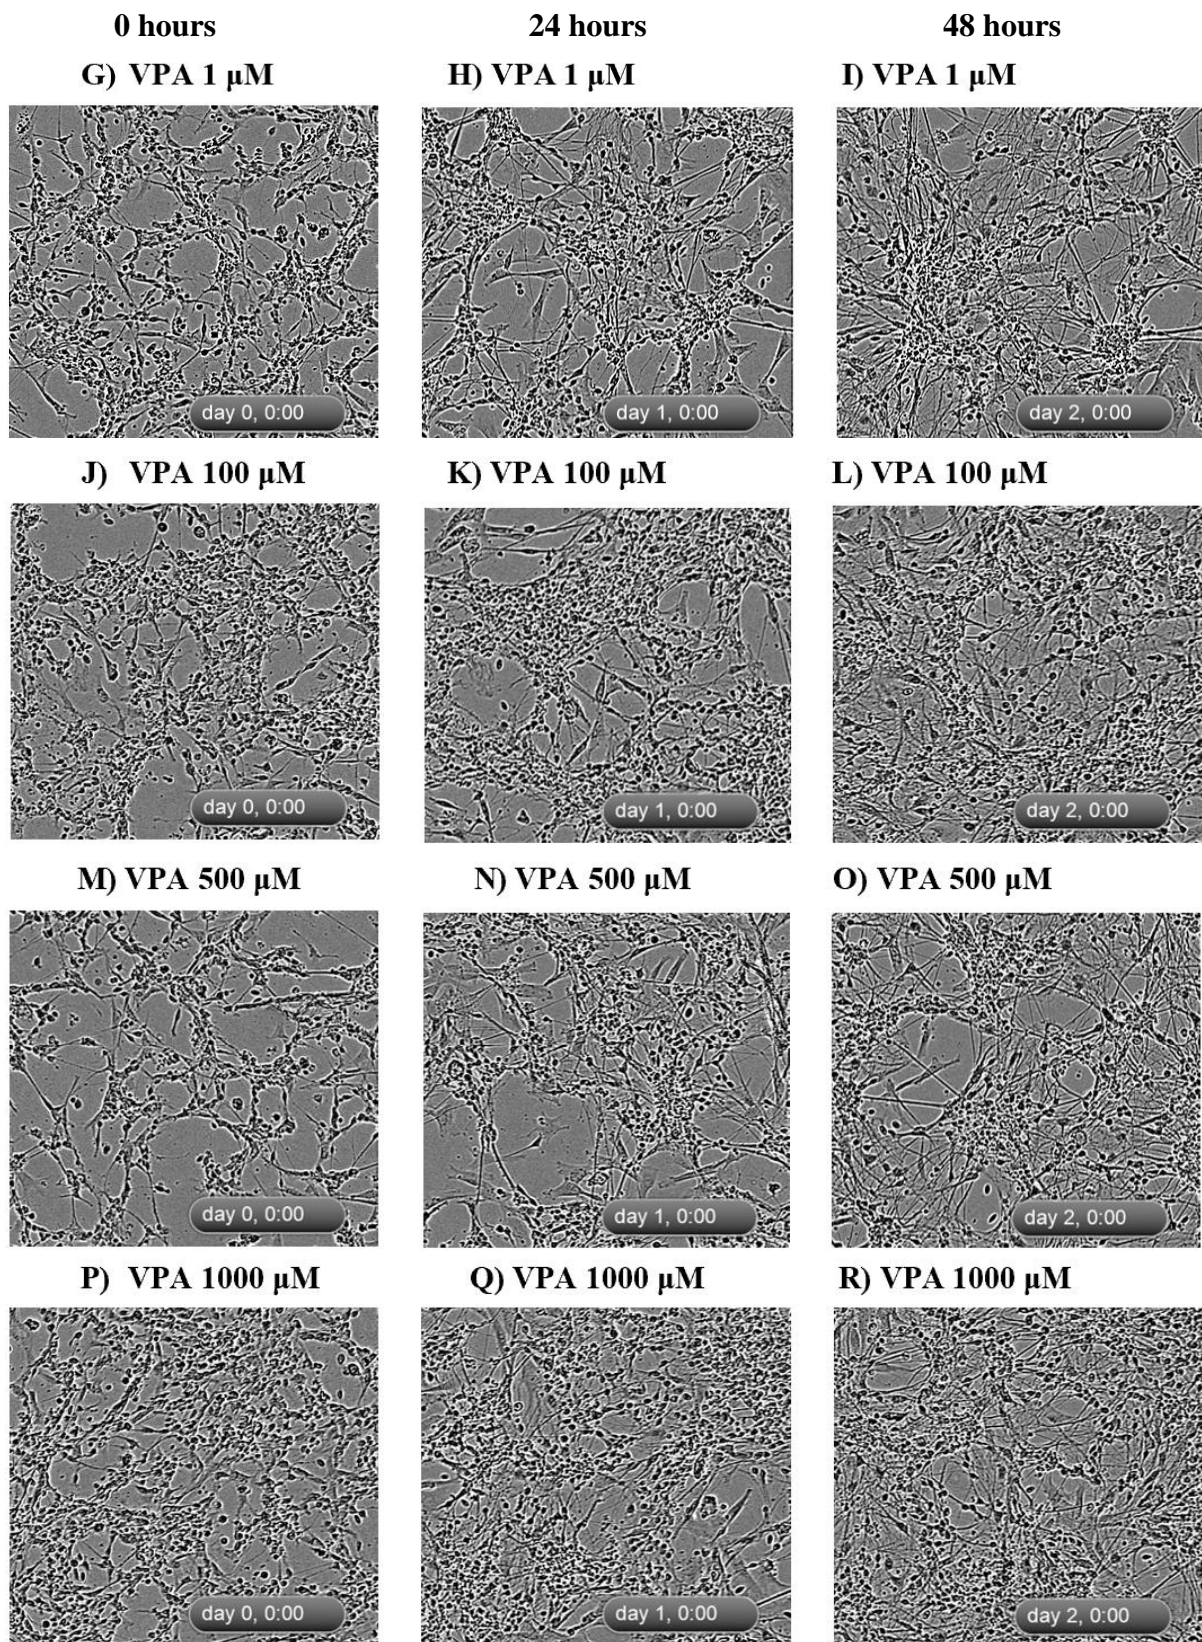 0 hours 24 hours 48 hours
G) VPA 1 µM H) VPA 1 µM I) VPA 1 µM
day 0, 0:00 day 1, 0:00 day 2, 0:00
J) VPA 100 µM K) VPA 100 µM L) VPA 100 µM
day 0, 0:00 day 1, 0:00 day 2, 0:00
M) VPA 500 µM N) VPA 500 µM O) VPA 500 µM
day 0, 0:00 day 1, 0:00 day 2, 0:00
P) VPA 1000 µM Q) VPA 1000 µM R) VPA 1000 µM
day 0, 0:00 day 1, 0:00 day 2, 0:00